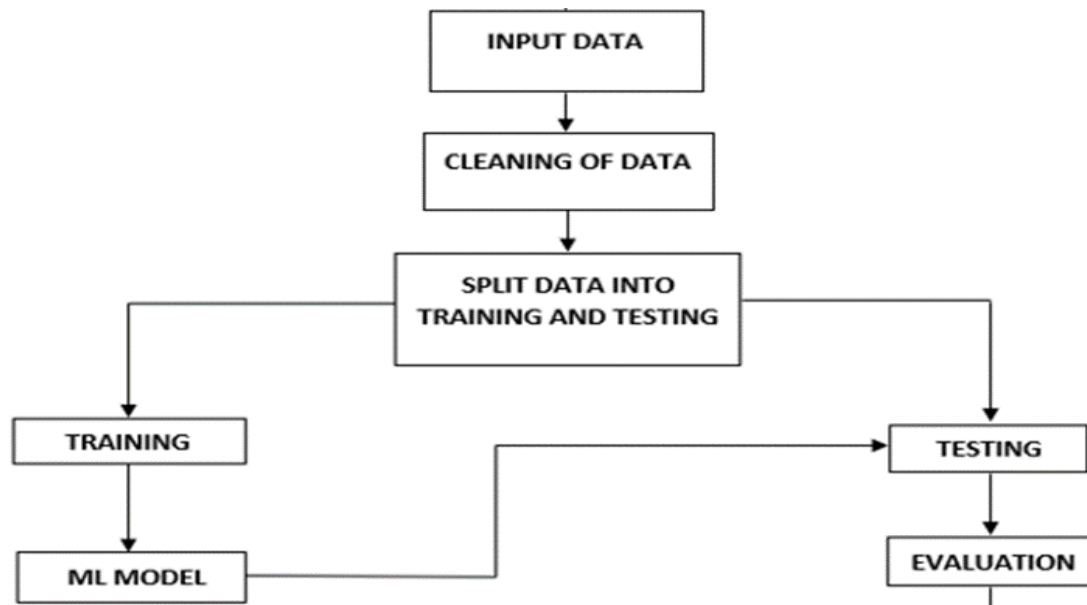 INPUT DATA
CLEANING OF DATA
SPLIT DATA INTO
TRAINING AND TESTING
TRAINING
TESTING
ML MODEL
EVALUATION